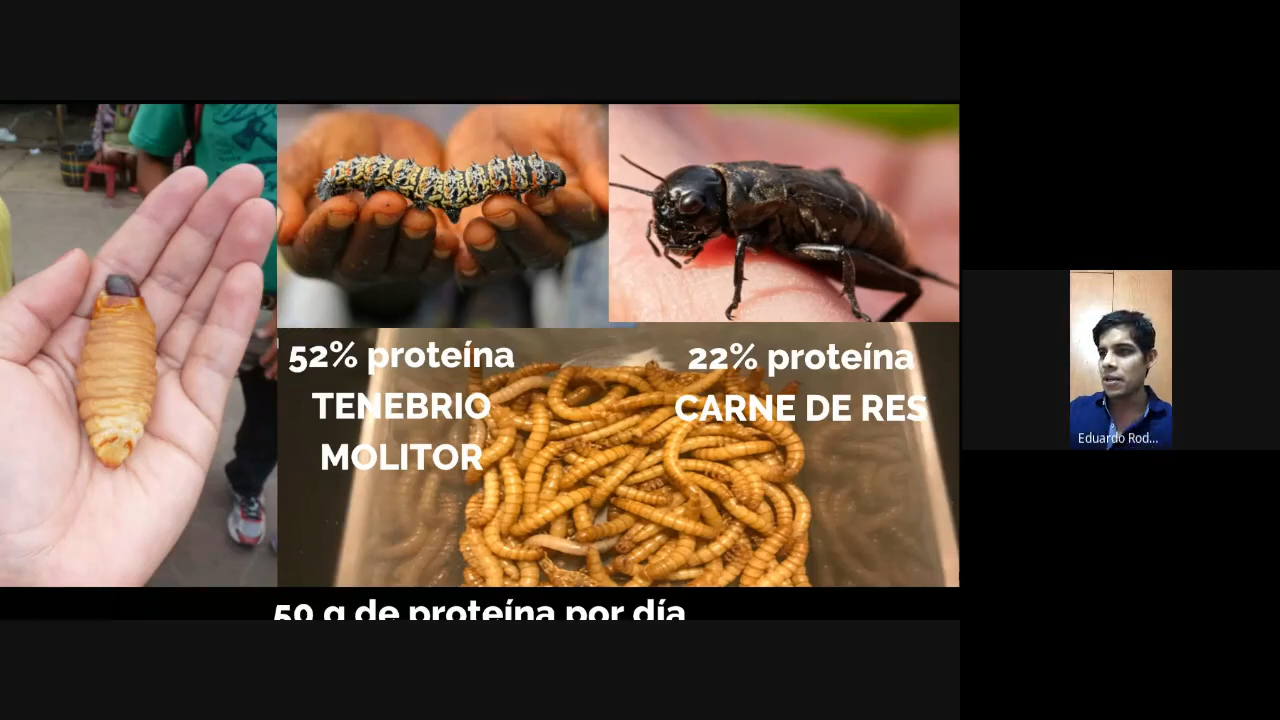 52% proteína
TENEBRIO
MOLITOR
22% proteína
CARNE DE RES
50 g de proteína por día
Eduardo Rod...